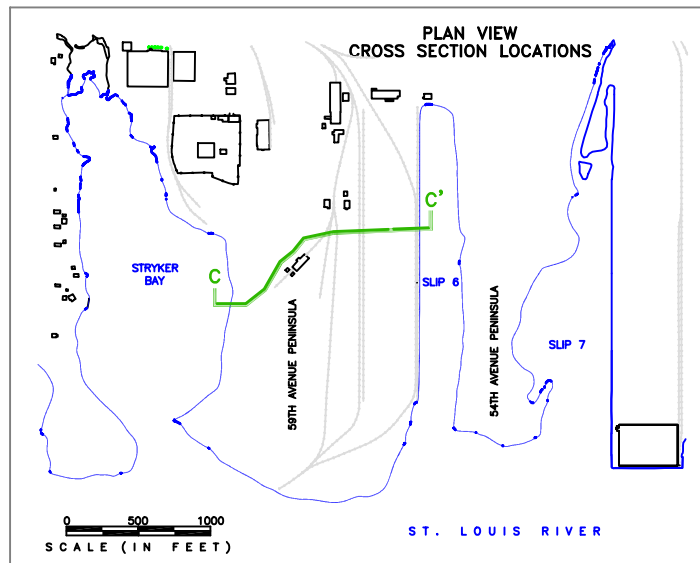 PLAN VIEW
CROSS SECTION LOCATIONS
C'
STRYKER
BAY
C
SLIP 6
59TH AVENUE PENINSULA
54TH AVENUE PENINSULA
SLIP 7
0 500 1000
SCALE (IN FEET)
ST. LOUIS RIVER